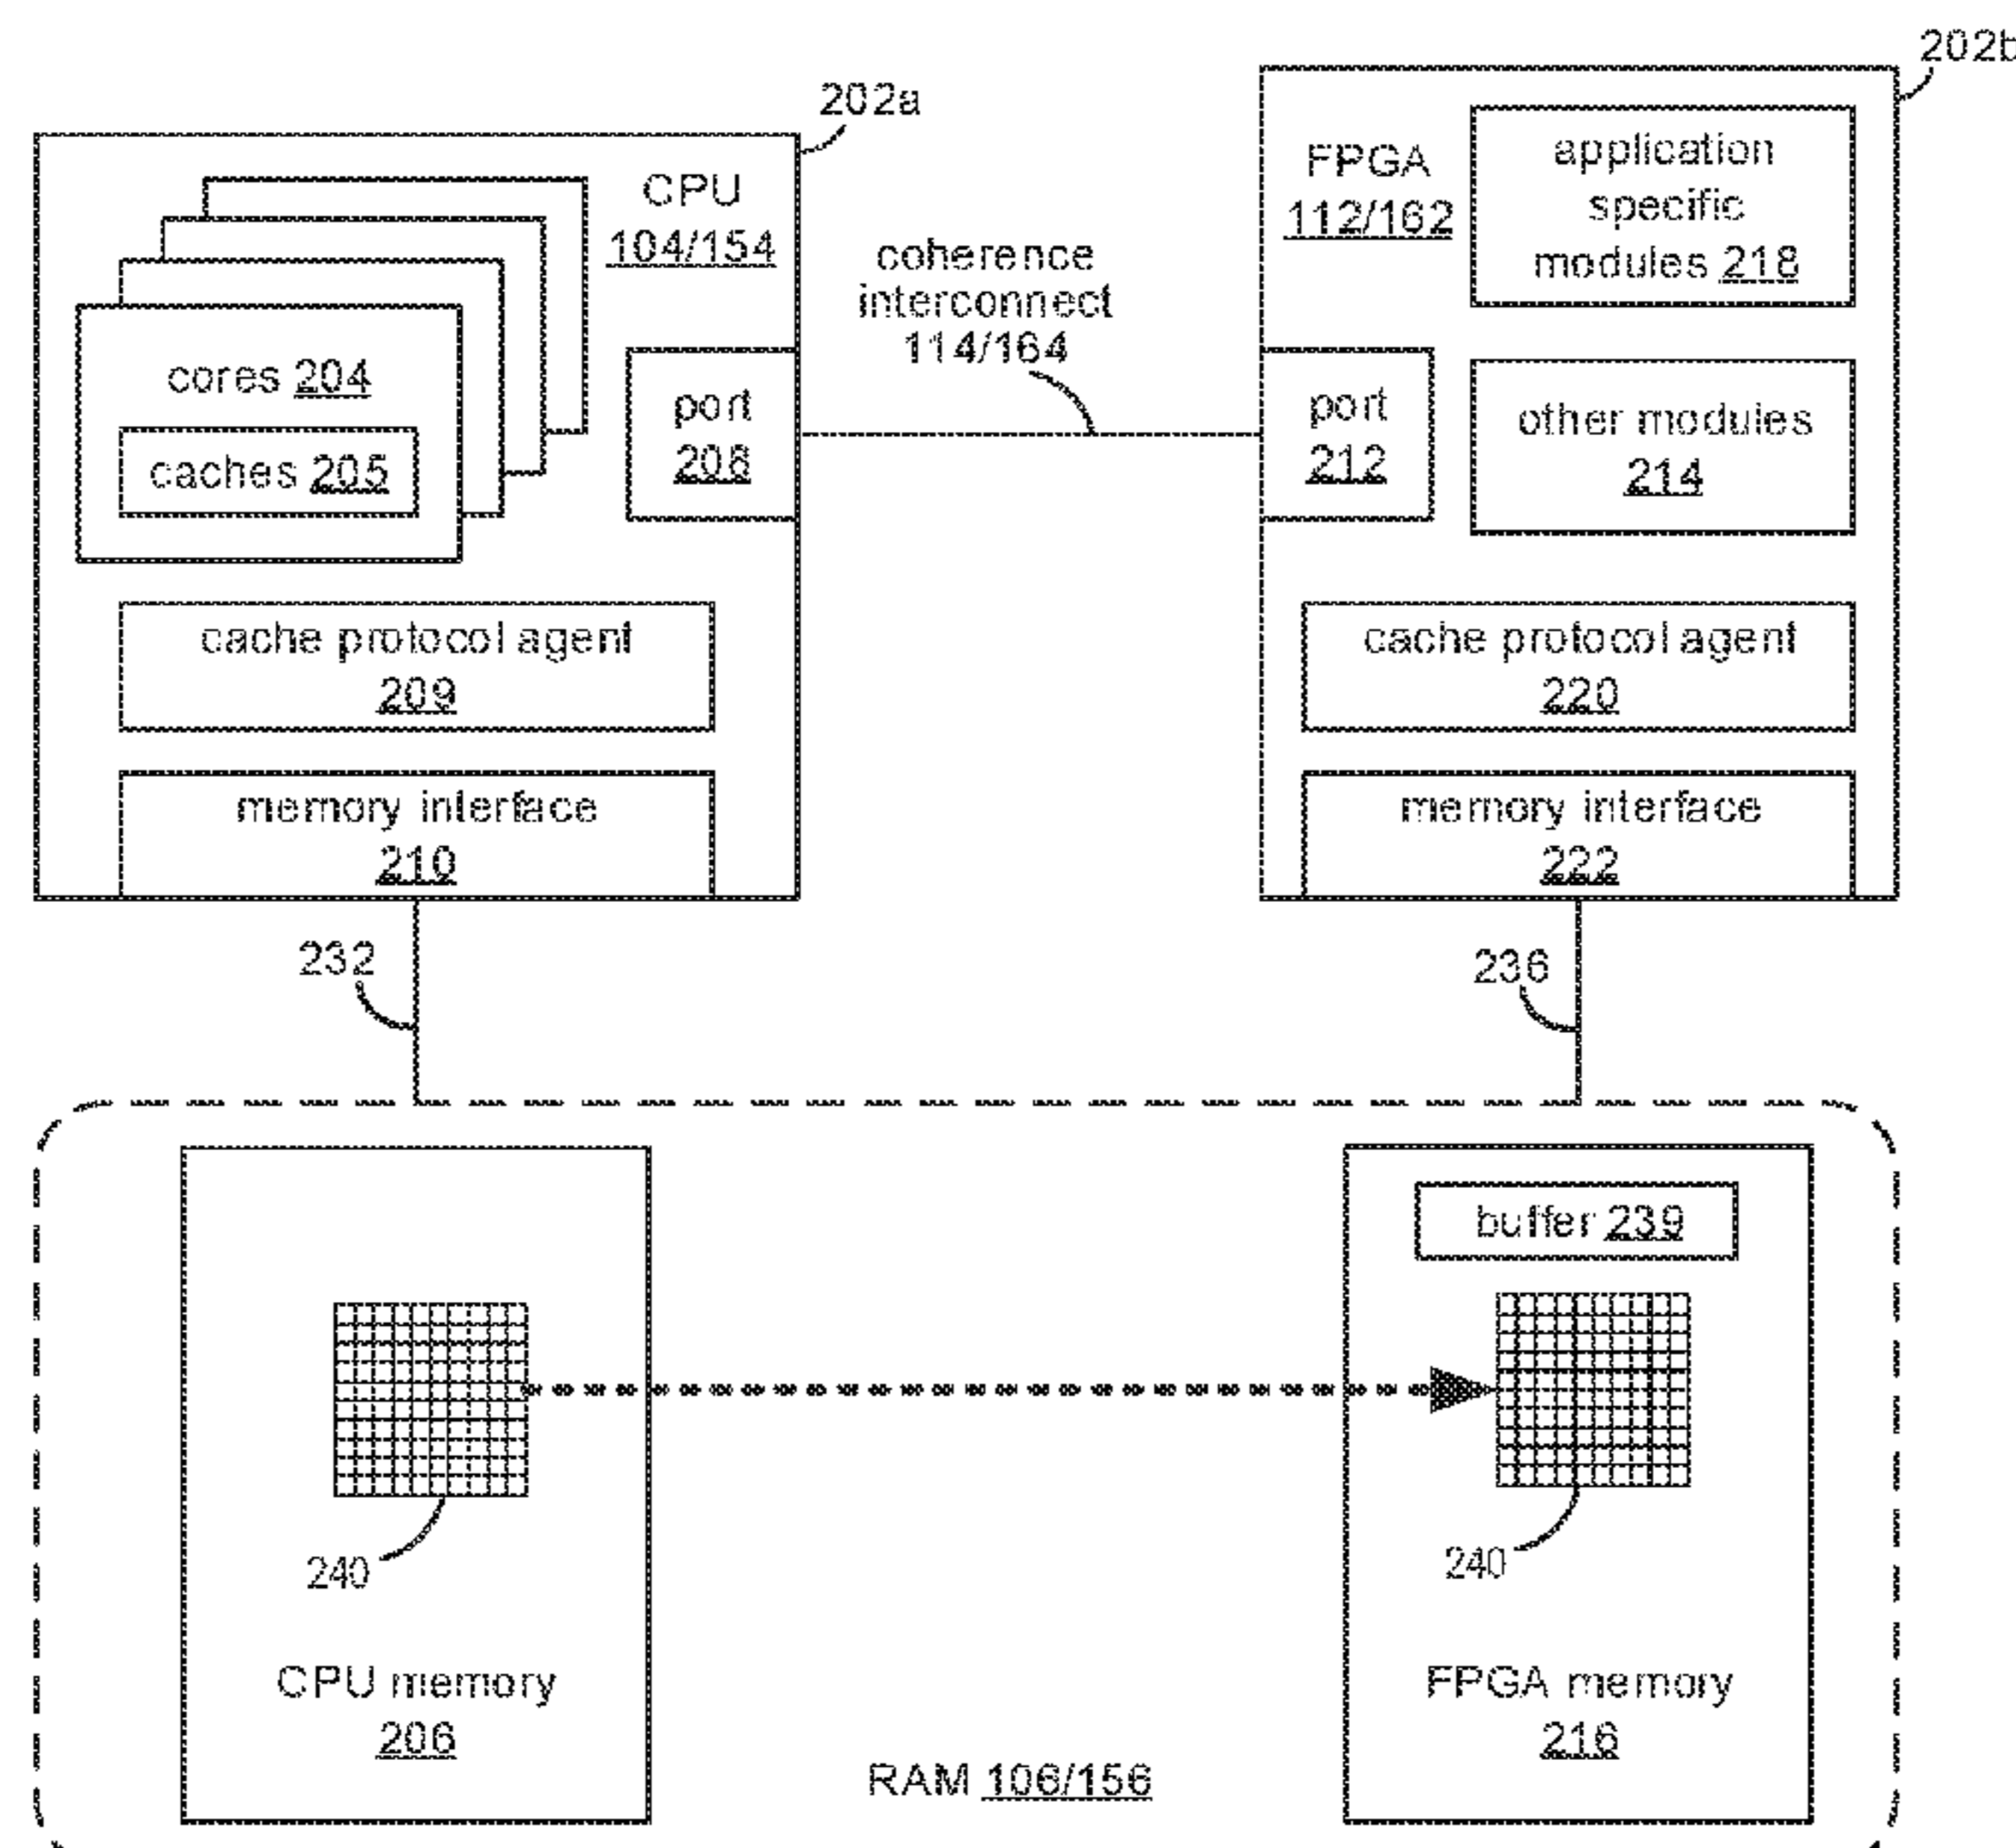 202a
202b
CPU
104/154
cores 204
caches 205
port
208
cache protocol agent
209
memory interface
210
coherence
interconnect
114/164
FPGA
112/162
application
specific
modules 218
port
212
other modules
214
cache protocol agent
220
memory interface
222
232
236
buffer 239
240
240
CPU memory
206
FPGA memory
216
RAM 106/156